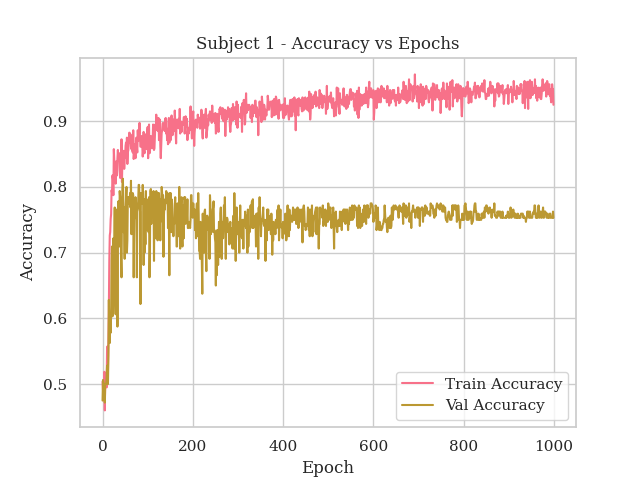 Subject 1 - Accuracy vs Epochs
Accuracy
0.9
0.8
0.7
0.6
0.5
0 200 400 600 800 1000
Epoch
Train Accuracy
Val Accuracy